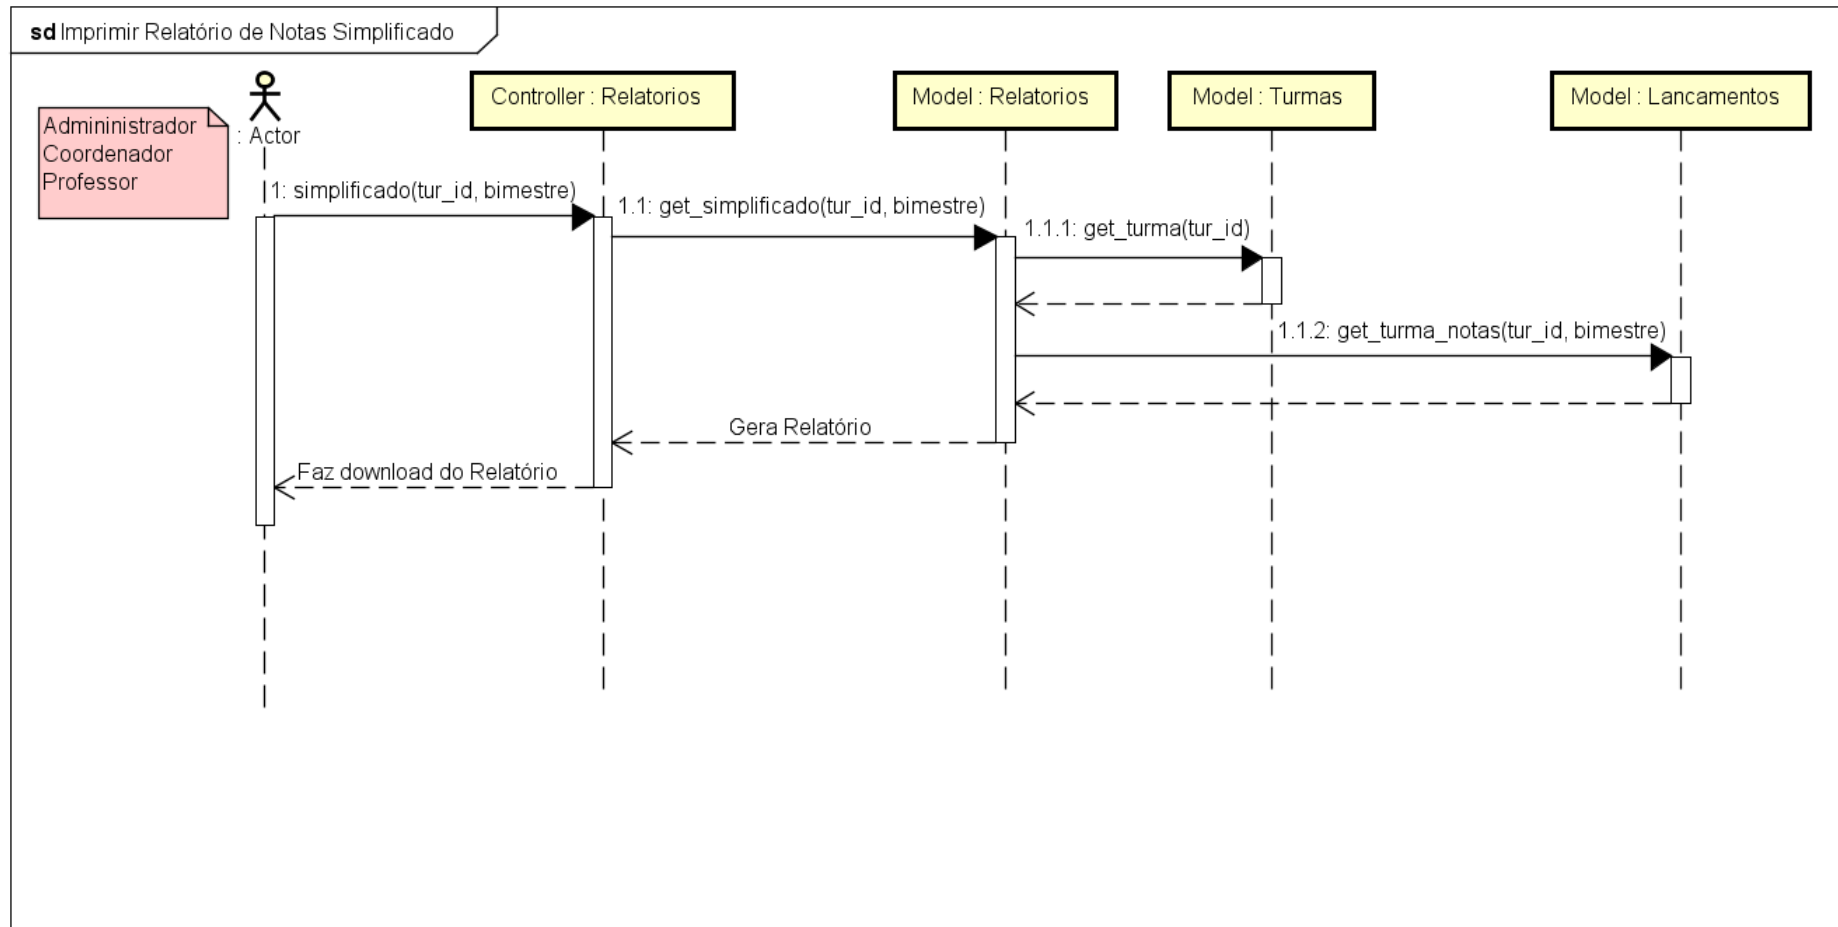 sd Imprimir Relatório de Notas Simplificado
Controller : Relatorios
Model : Relatorios
Model : Turmas
Model : Lancamentos
Admininistrador
Coordenador
Professor
: Actor
1: simplificado(tur_id, bimestre)
1.1: get_simplificado(tur_id, bimestre)
1.1.1: get_turma(tur_id)
1.1.2: get_turma_notas(tur_id, bimestre)
Gera Relatório
Faz download do Relatório